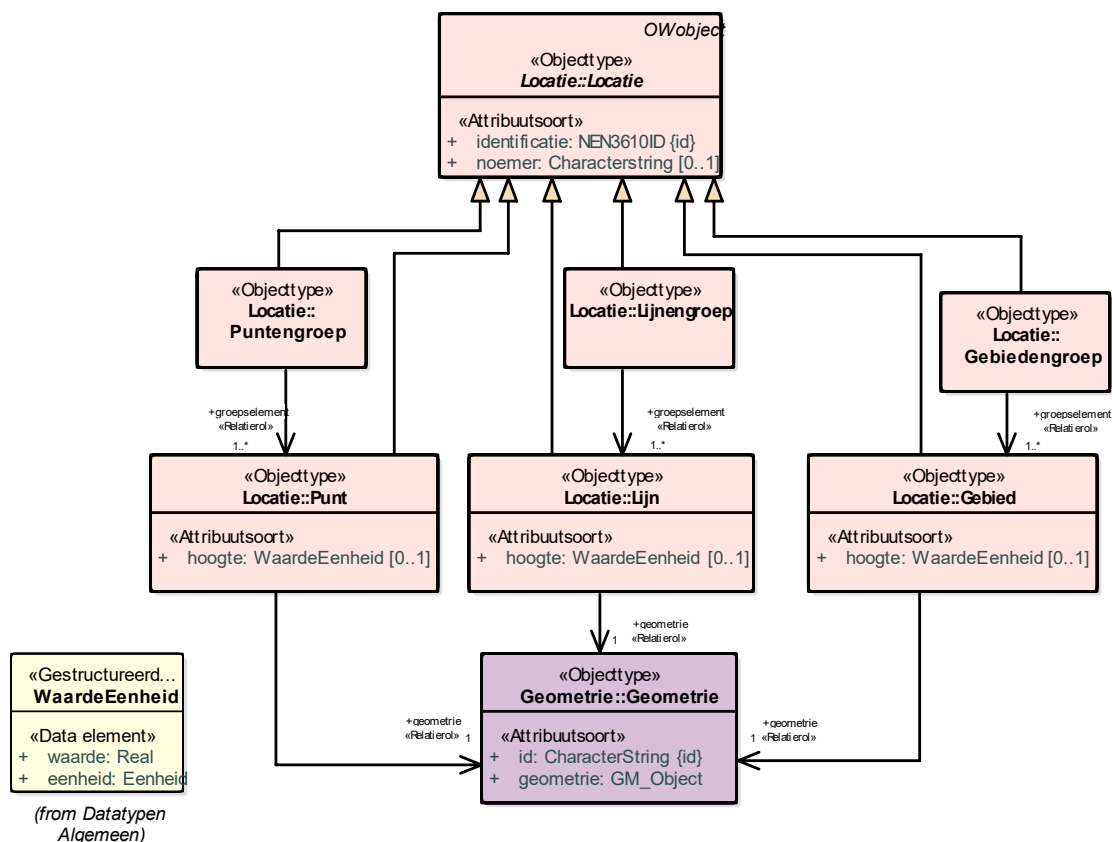 OWobject
«Objecttype»
Locatie::Locatie
«Attribuutsoort»
+ identificatie: NEN3610ID {id}
+ noemer: Characterstring [0..1]
«Objecttype»
Locatie::
Puntengroep
«Objecttype»
Locatie::Lijnengroep
«Objecttype»
Locatie::
Gebiedengroep
+groepselement
«Relatierol»
1..*
+groepselement
«Relatierol»
1..*
+groepselement
«Relatierol»
1..*
«Objecttype»
Locatie::Punt
«Attribuutsoort»
+ hoogte: WaardeEenheid [0..1]
«Objecttype»
Locatie::Lijn
«Attribuutsoort»
+ hoogte: WaardeEenheid [0..1]
«Objecttype»
Locatie::Gebied
«Attribuutsoort»
+ hoogte: WaardeEenheid [0..1]
+geometrie
1 «Relatierol»
«Gestructureerd...
WaardeEenheid
«Data element»
+ waarde: Real
+ eenheid: Eenheid
(from Datatypen
Algemeen)
+geometrie
«Relatierol» 1
«Objecttype»
Geometrie::Geometrie
«Attribuutsoort»
+ id: CharacterString {id}
+ geometrie: GM_Object
+geometrie
1 «Relatierol»